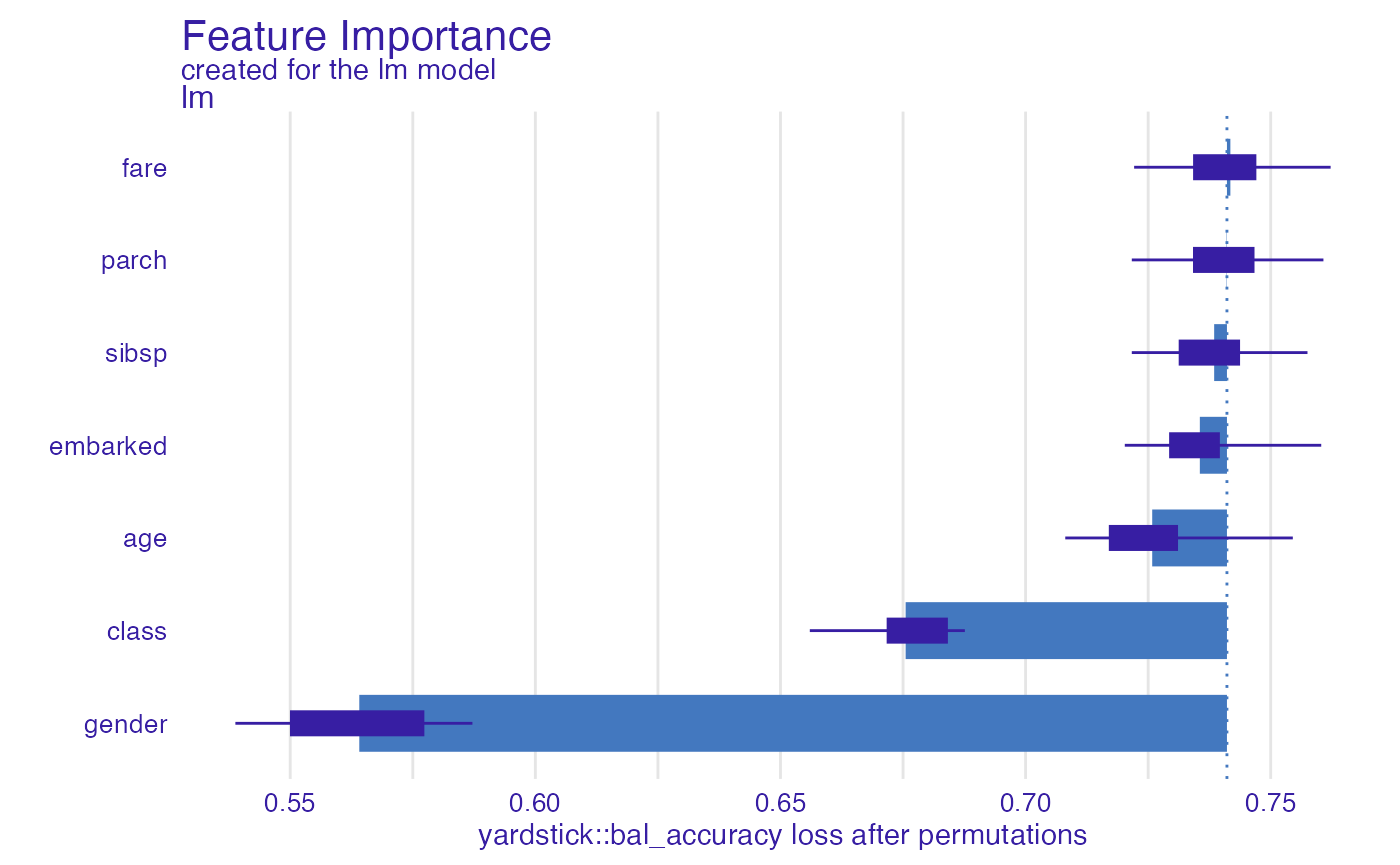 Feature Importance
created for the lm model
lm
fare
parch
sibsp
embarked
age
class
gender
0.55 0.60 0.65 0.70 0.75
yardstick::bal_accuracy loss after permutations